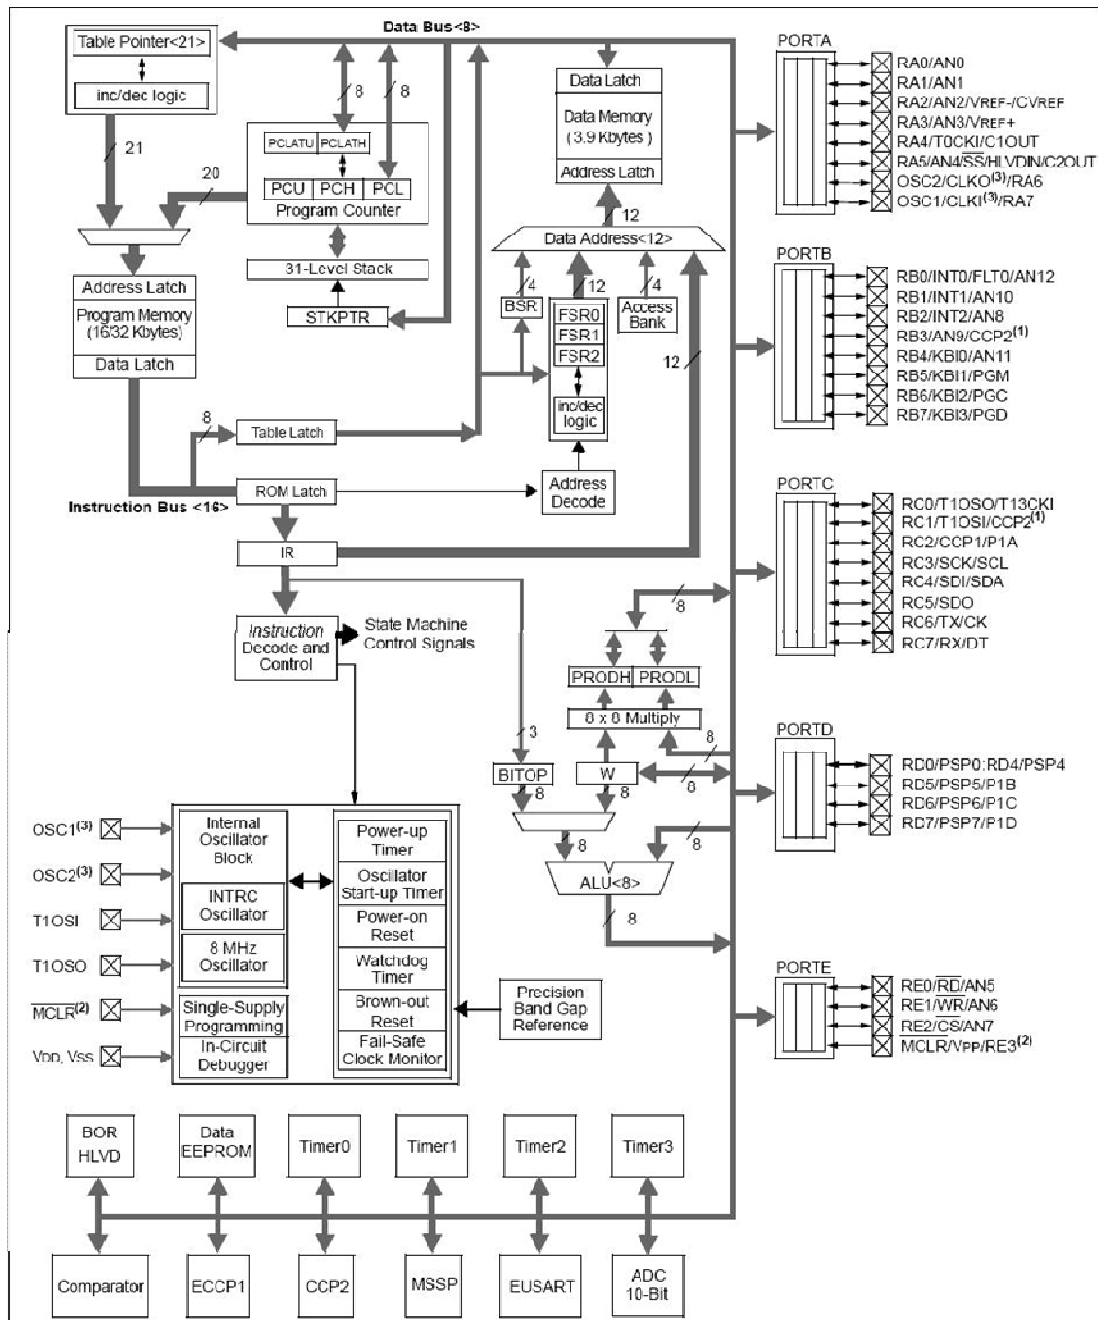 Data Bus<8>
Table Pointer<21>
inc/dec logic
21
20
8
8
PCLATU PCLATH
PCU PCH PCL
Program Counter
31-Level Stack
STKPTR
Address Latch
Program Memory
(16/32 Kbytes)
Data Latch
8
Table Latch
Instruction Bus <16>
ROM Latch
IR
Instruction
Decode and
Control
State Machine
Control Signals
Data Latch
Data Memory
(3.9 Kbytes )
Address Latch
12
Data Address<12>
4
12
4
BSR
FSR0
FSR1
FSR2
inc/dec
logic
Access
Bank
12
Address
Decode
8
PRODH PRODL
8 x 8 Multiply
3
8
BITOP
W
8
8
8
8
8
ALU<8>
8
OSC1(3)
OSC2(3)
T1OSI
T1OSO
MCLR(2)
VDD, VSS
Internal
Oscillator
Block
INTRC
Oscillator
8 MHz
Oscillator
Single-Supply
Programming
In-Circuit
Debugger
Power-up
Timer
Oscillator
Start-up Timer
Power-on
Reset
Watchdog
Timer
Brown-out
Reset
Fail-Safe
Clock Monitor
Precision
Band Gap
Reference
PORTA
RA0/AN0
RA1/AN1
RA2/AN2/VREF-/CVREF
RA3/AN3/VREF+
RA4/T0CKI/C1OUT
RA5/AN4/SS/HLVDIN/C2OUT
OSC2/CLKO(3)/RA6
OSC1/CLKI(3)/RA7
PORTB
RB0/INT0/FLT0/AN12
RB1/INT1/AN10
RB2/INT2/AN8
RB3/AN9/CCP2(1)
RB4/KBI0/AN11
RB5/KBI1/PGM
RB6/KBI2/PGC
RB7/KBI3/PGD
PORTC
RC0/T1OSO/T13CKI
RC1/T1OSI/CCP2(1)
RC2/CCP1/P1A
RC3/SCK/SCL
RC4/SDI/SDA
RC5/SDO
RC6/TX/CK
RC7/RX/DT
PORTD
RD0/PSP0:RD4/PSP4
RD5/PSP5/P1B
RD6/PSP6/P1C
RD7/PSP7/P1D
PORTE
RE0/RD/AN5
RE1/WR/AN6
RE2/CS/AN7
MCLR/VPP/RE3(2)
BOR
HLVD
Data
EEPROM
Timer0
Timer1
Timer2
Timer3
Comparator
ECCP1
CCP2
MSSP
EUSART
ADC
10-Bit